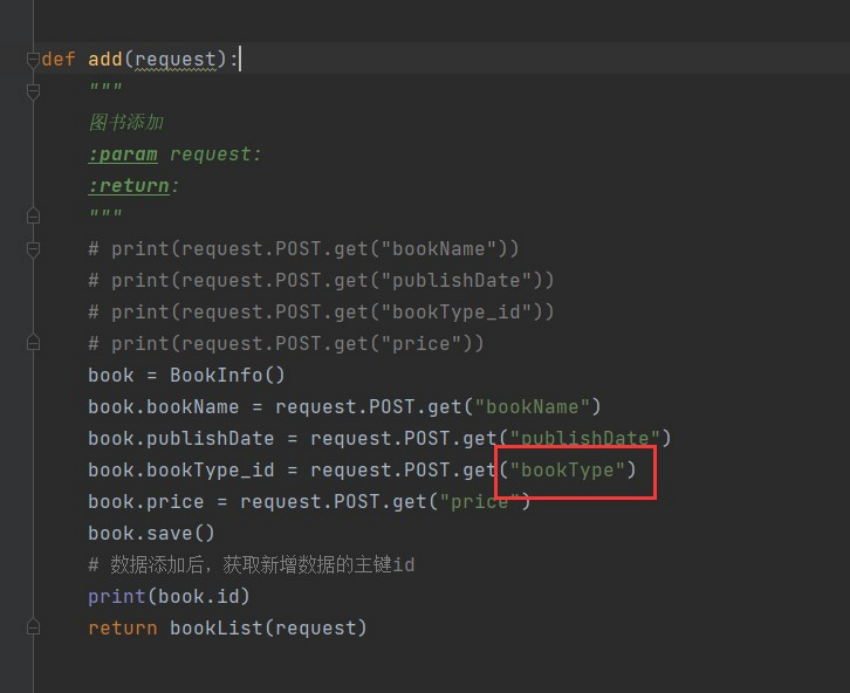 def add(request):
    """
    图书添加
    :param request:
    :return:
    """
    # print(request.POST.get("bookName"))
    # print(request.POST.get("publishDate"))
    # print(request.POST.get("bookType_id"))
    # print(request.POST.get("price"))
    book = BookInfo()
    book.bookName = request.POST.get("bookName")
    book.publishDate = request.POST.get("publishDate")
    book.bookType_id = request.POST.get("bookType")
    book.price = request.POST.get("price")
    book.save()
    # 数据添加后，获取新增数据的主键id
    print(book.id)
    return bookList(request)